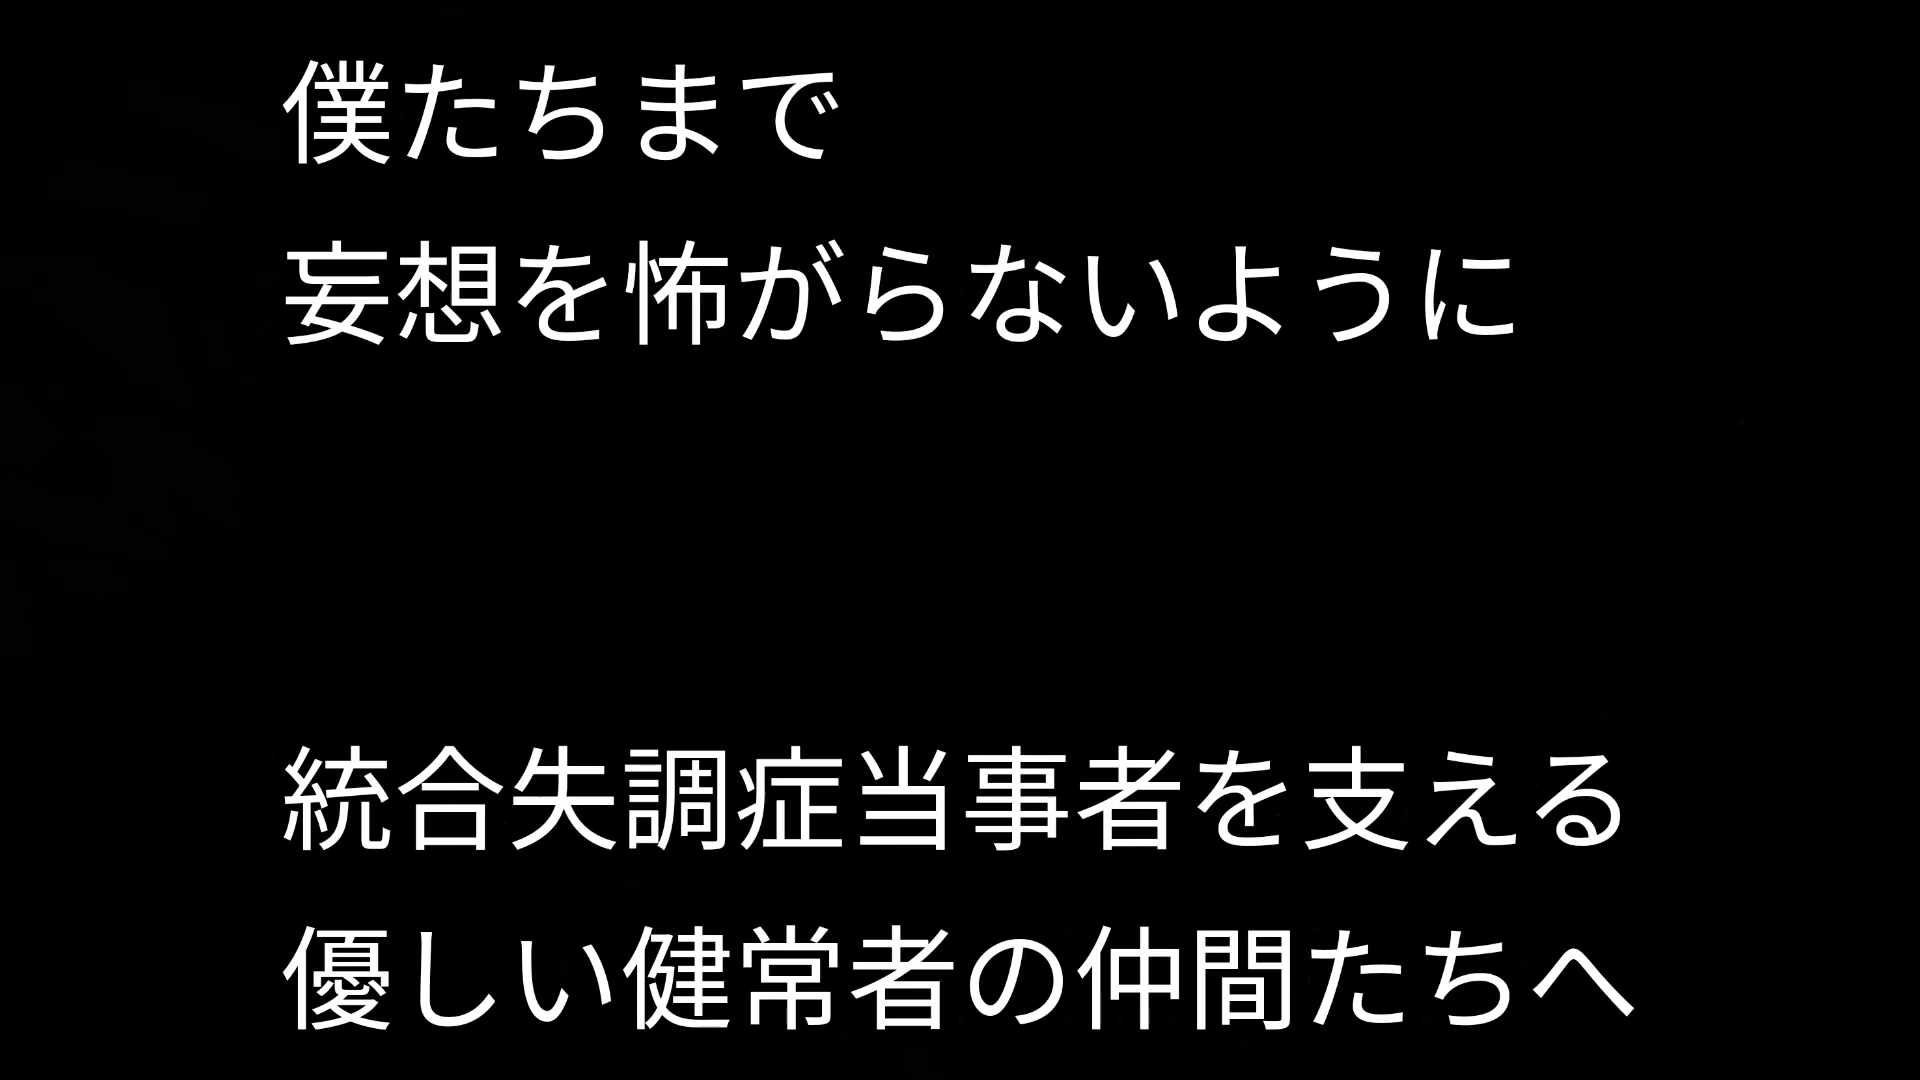 僕たちまで
妄想を怖がらないように
統合失調症当事者を支える
優しい健常者の仲間たちへ